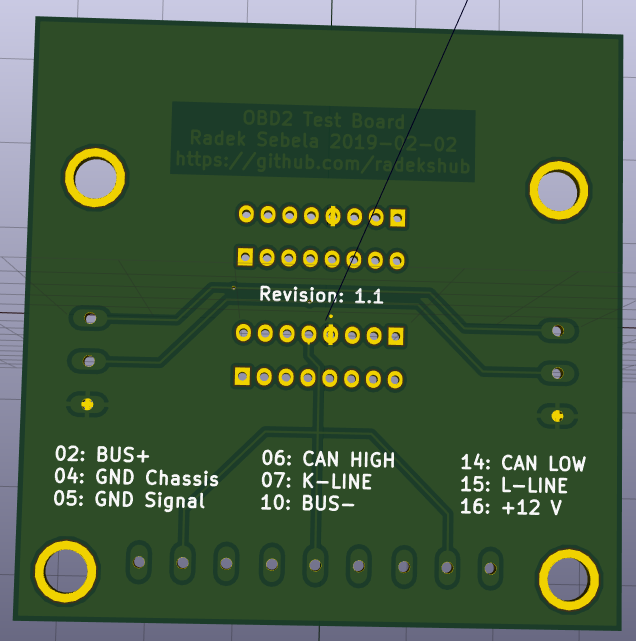 OBD2 Test Board
Radek Sebela 2019-02-02
https://github.com/radekshub
Revision: 1.1
02: BUS+
04: GND Chassis
05: GND Signal
06: CAN HIGH
07: K-LINE
10: BUS-
14: CAN LOW
15: L-LINE
16: +12 V